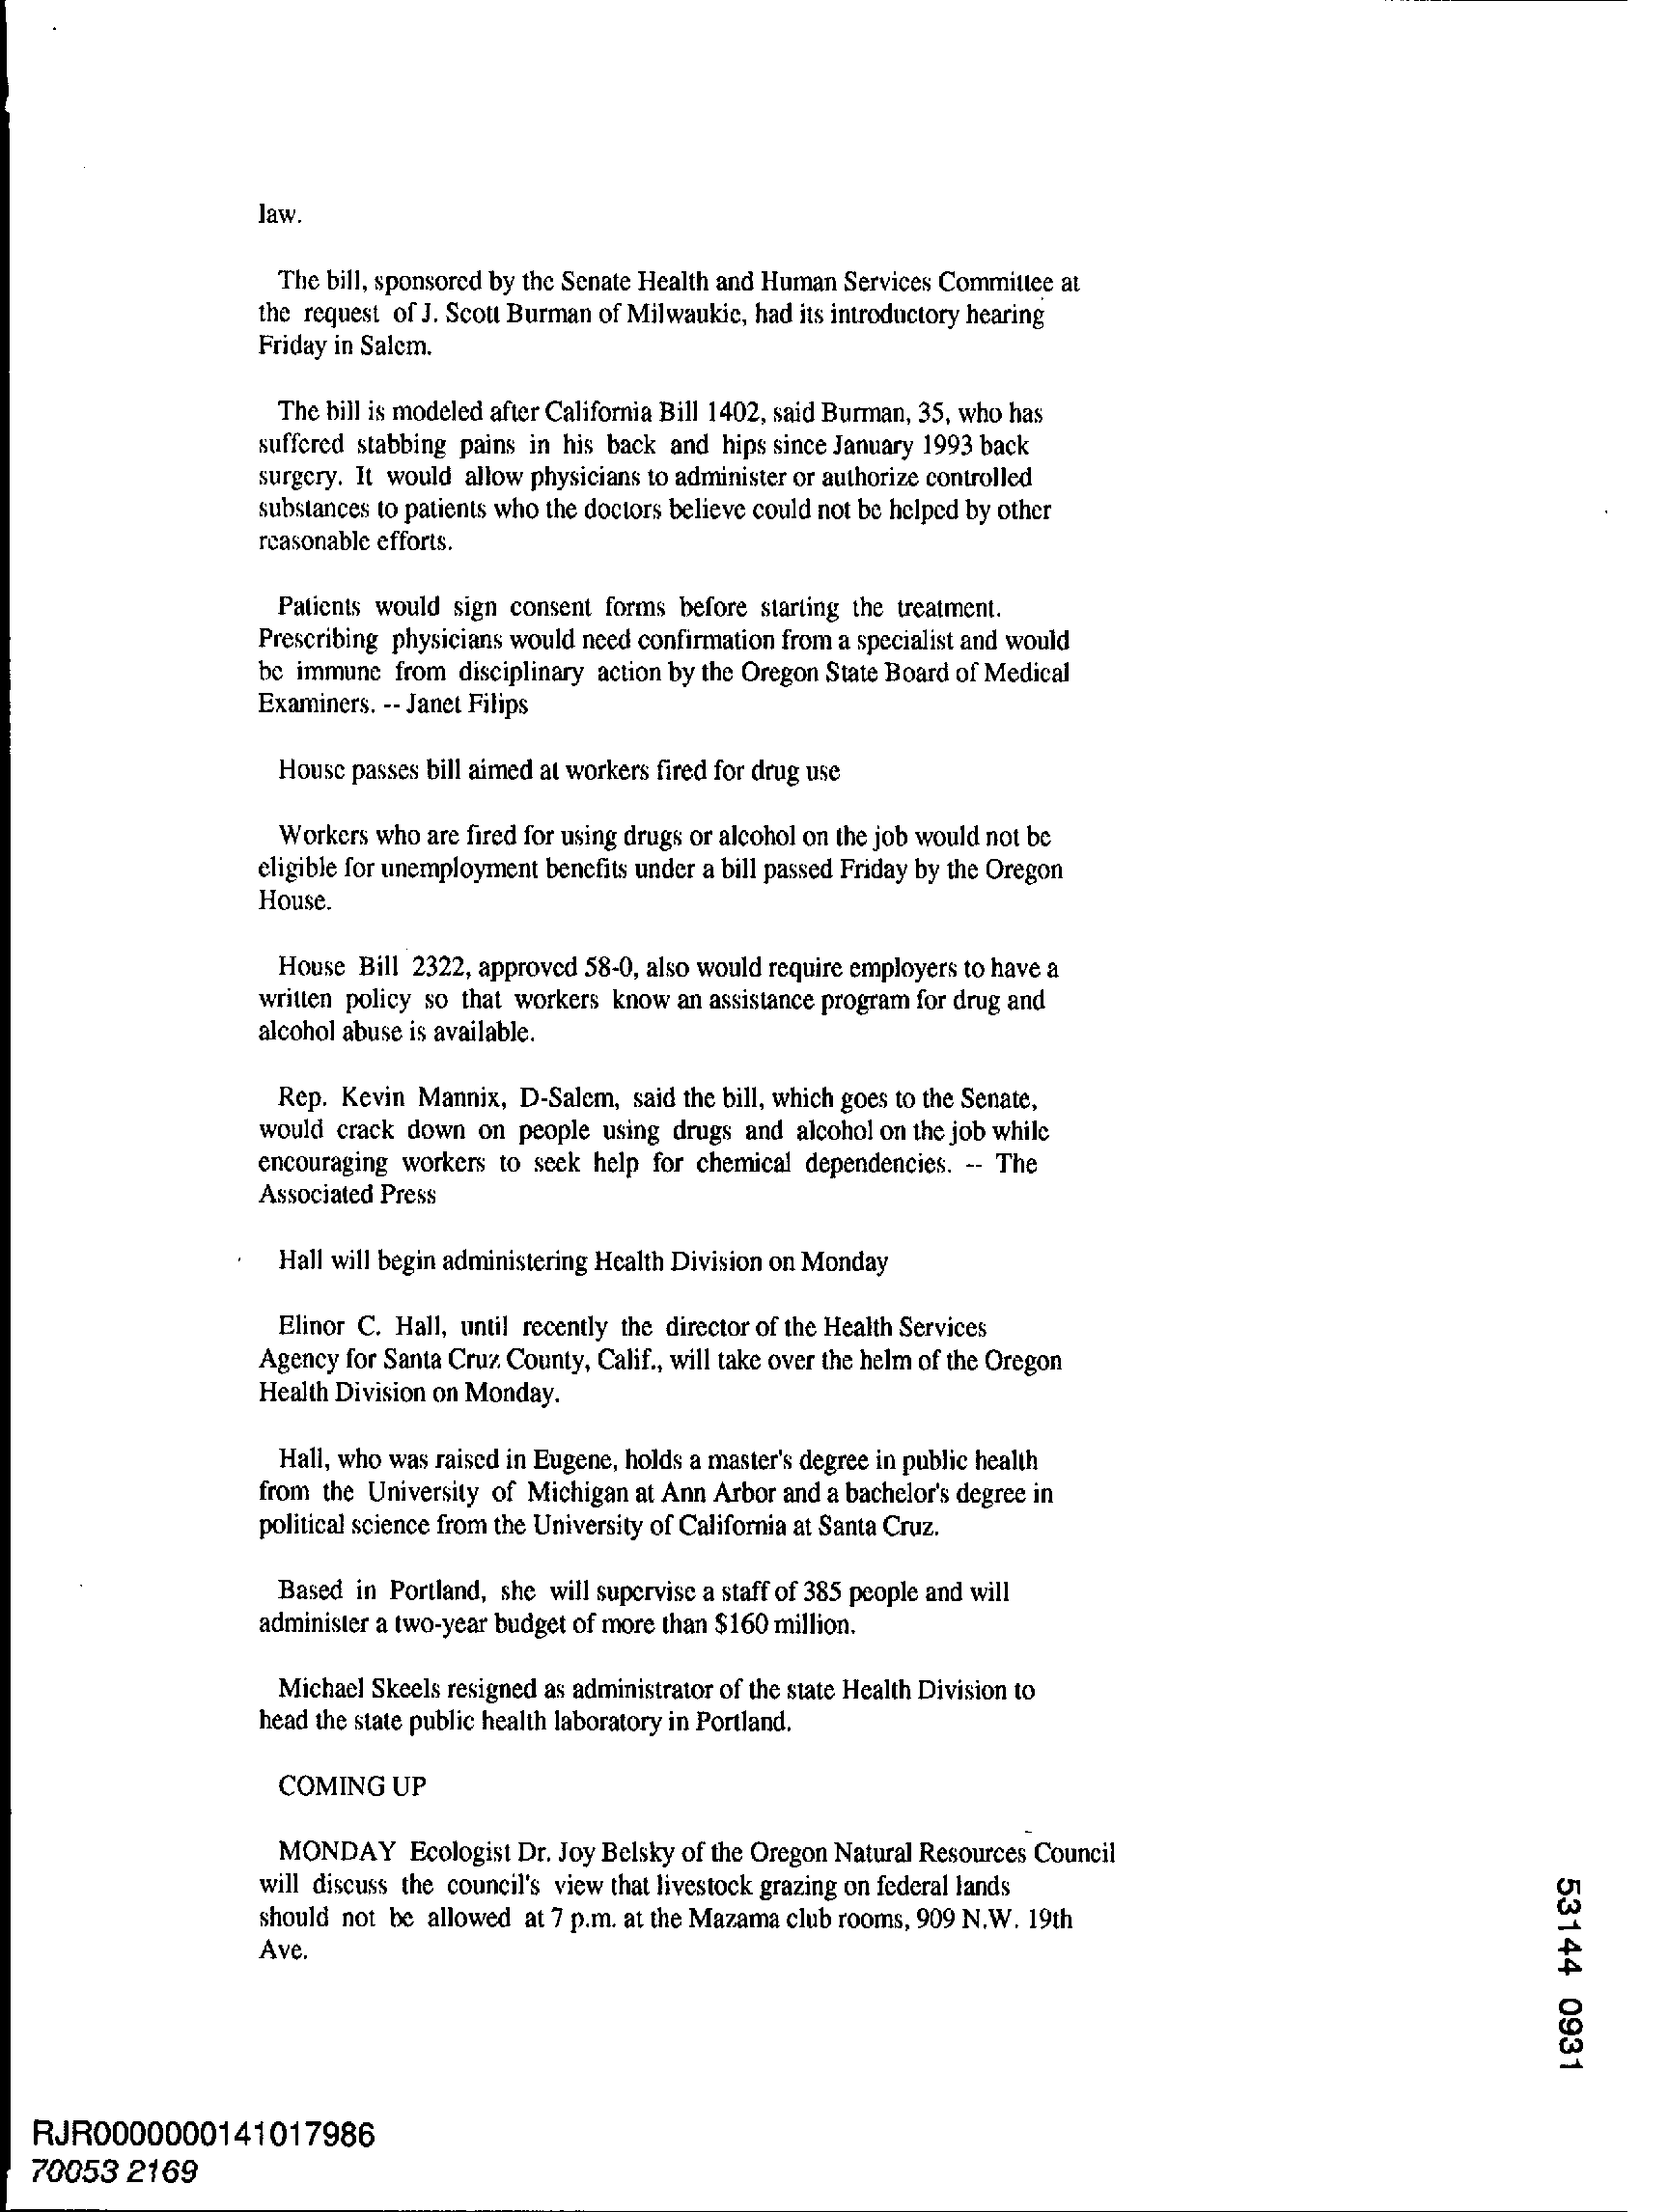 law.
The bill, sponsored by the Senate Health and Human Services Committee at
the request of J. Scott Burman of Milwaukie, had its introductory hearing
Friday in Salem.
The bill is modeled after California Bill 1402, said Burman, 35, who has
suffered stabbing pains in his back and hips since January 1993 back
surgery. It would allow physicians to administer or authorize controlled
substances to patients who the doctors believe could not be helped by other
reasonable efforts.
Patients would sign consent forms before starting the treatment.
Prescribing physicians would need confirmation from a specialist and would
be immune from disciplinary action by the Oregon State Board of Medical
Examiners. -- Janet Filips
House passes bill aimed at workers fired for drug use
Workers who are fired for using drugs or alcohol on the job would not be
eligible for unemployment benefits under a bill passed Friday by the Oregon
House.
House Bill 2322, approved 58-0, also would require employers to have a
written policy so that workers know an assistance program for drug and
alcohol abuse is available.
Rep. Kevin Mannix, D-Salem, said the bill, which goes to the Senate,
would crack down on people using drugs and alcohol on the job while
encouraging workers to seek help for chemical dependencies. -- The
Associated Press
Hall will begin administering Health Division on Monday
Elinor C. Hall, until recently the director of the Health Services
Agency for Santa Cruz County, Calif., will take over the helm of the Oregon
Health Division on Monday.
Hall, who was raised in Eugene, holds a master's degree in public health
from the University of Michigan at Ann Arbor and a bachelor's degree in
political science from the University of California at Santa Cruz.
Based in Portland, she will supervise a staff of 385 people and will
administer a two-year budget of more than $160 million.
Michael Skeels resigned as administrator of the state Health Division to
head the state public health laboratory in Portland.
COMING UP
MONDAY Ecologist Dr. Joy Belsky of the Oregon Natural Resources Council
will discuss the council's view that livestock grazing on federal lands
should not be allowed at 7 p.m. at the Mazama club rooms, 909 N.W. 19th
Ave.
53144 0931
RJR0000000141017986
70053 2169